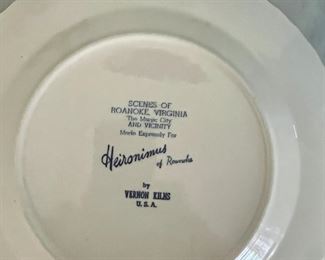 SCENES OF
ROANOKE, VIRGINIA
The Magic City
AND VICINITY
Made Expressly For
Heironimus
of Roanoke
by
VERNON KILNS
U.S.A.